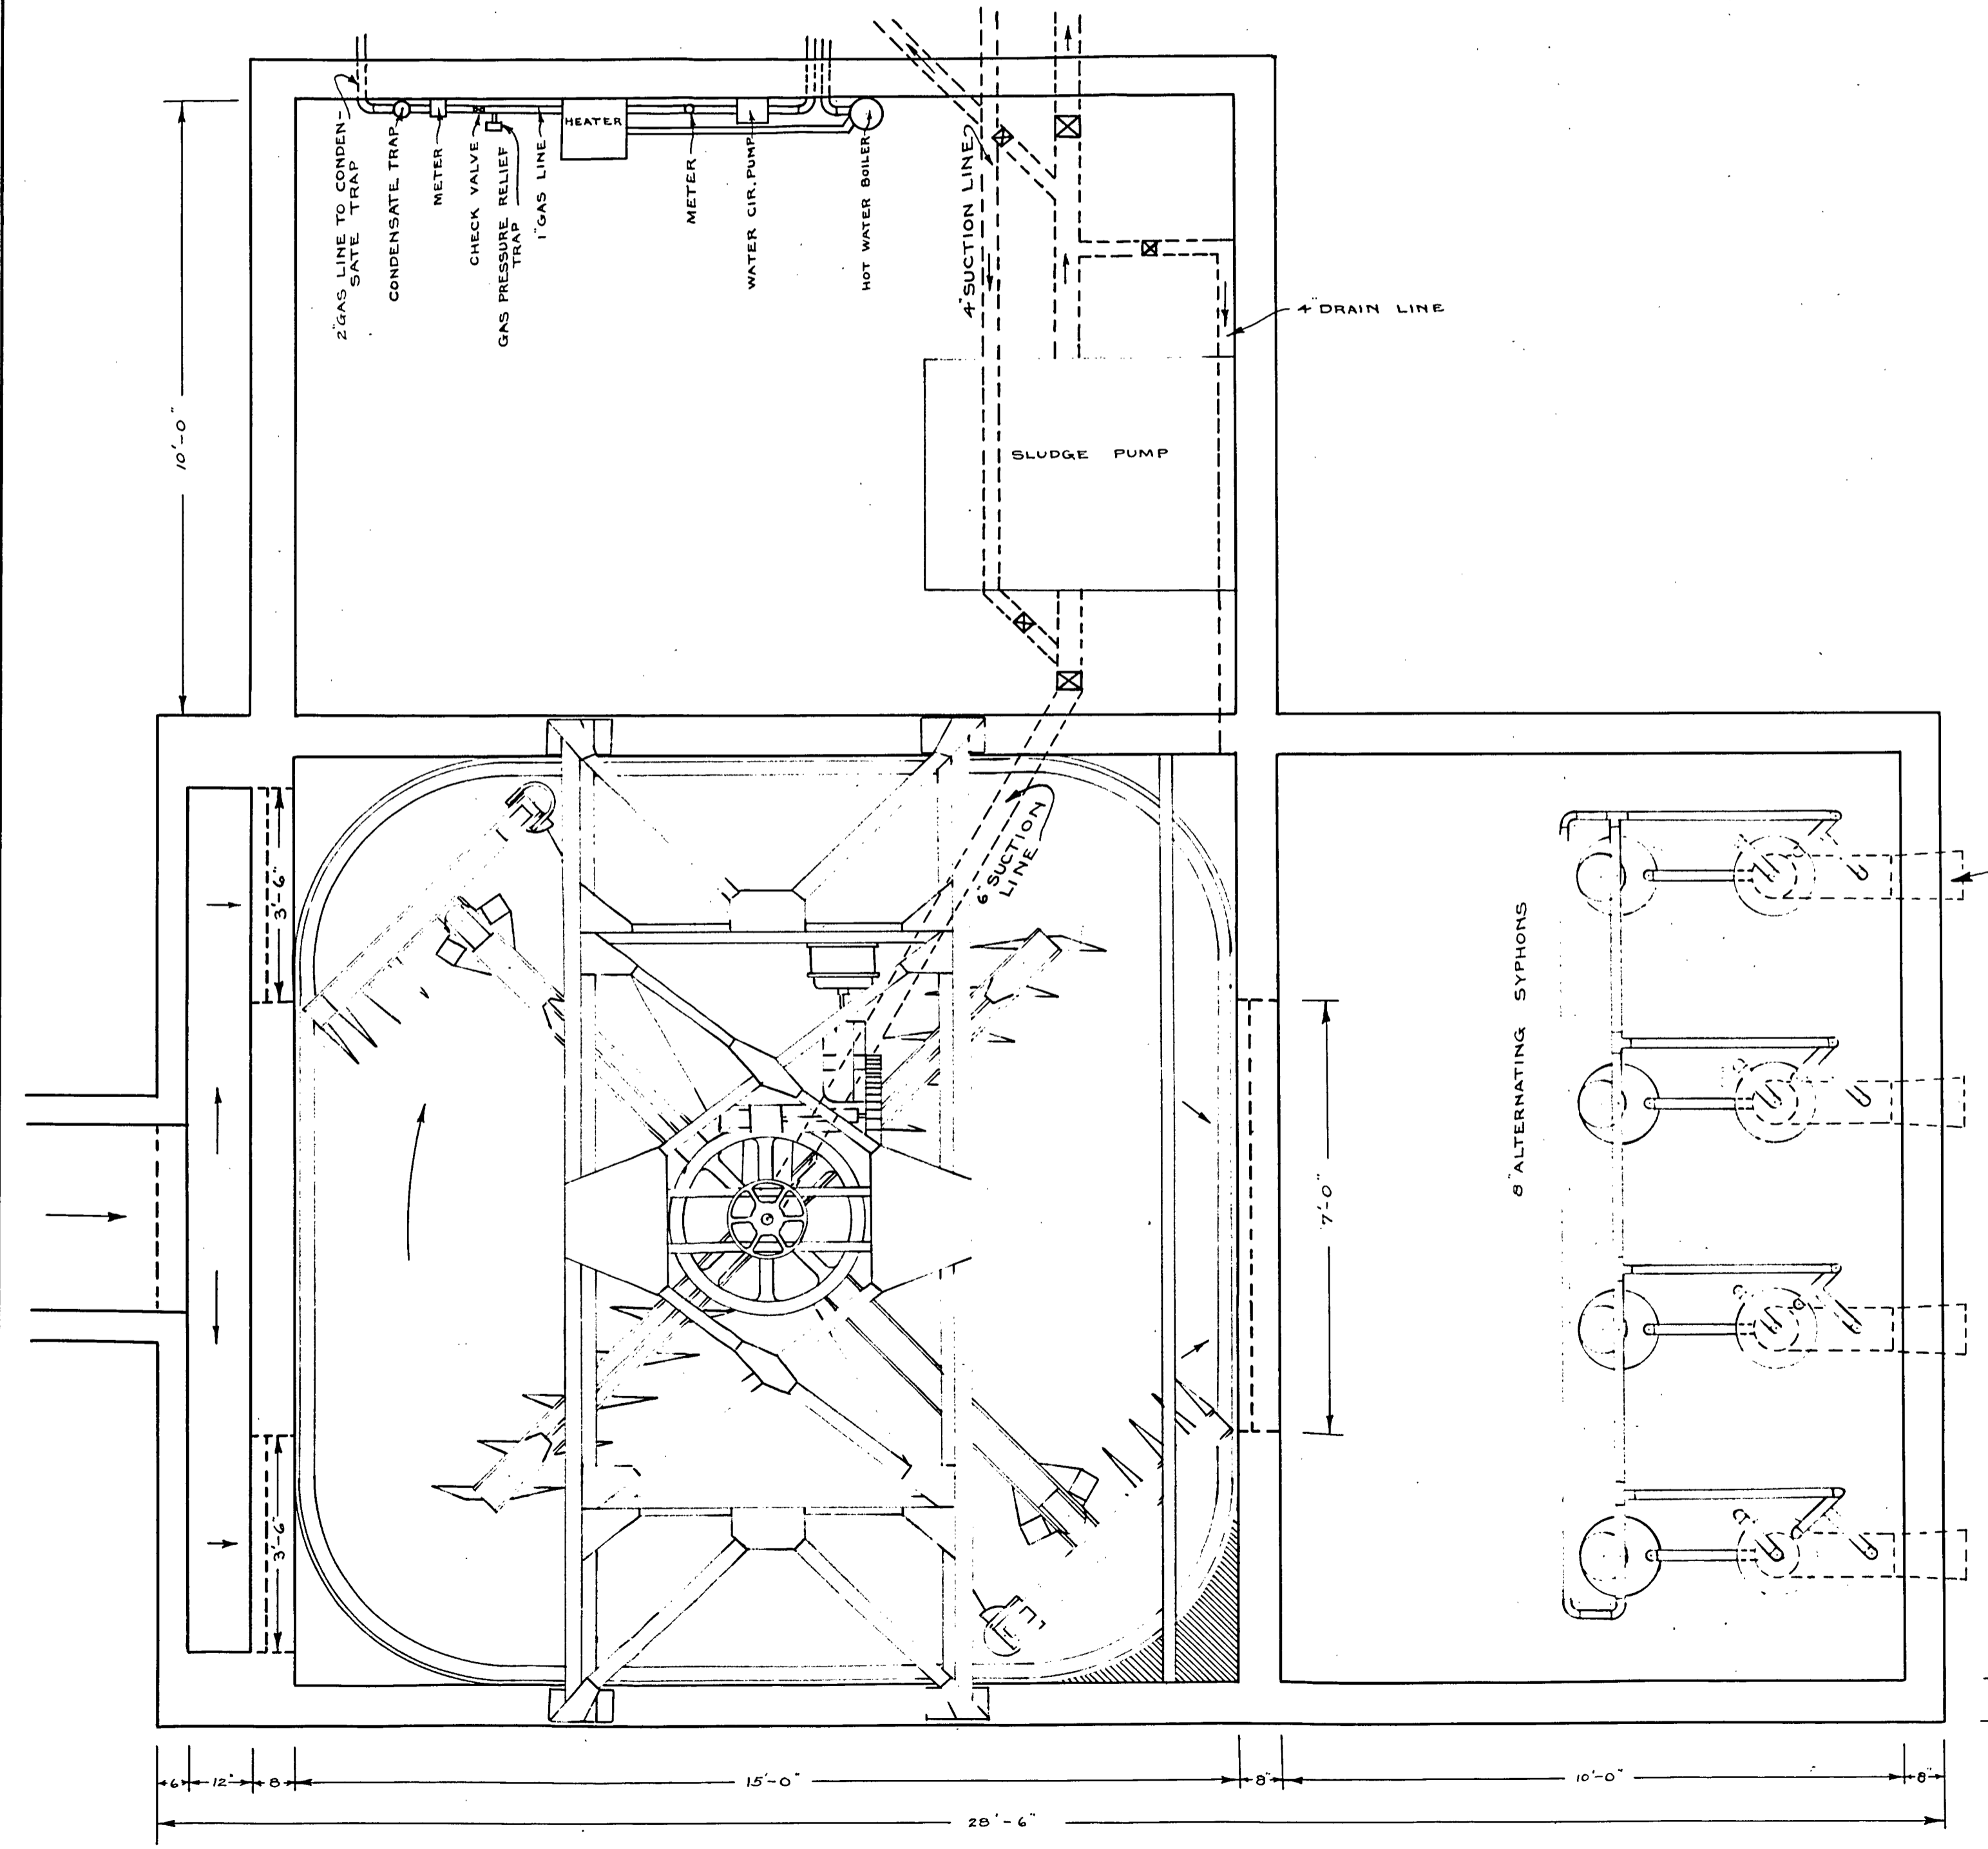 2" GAS LINE TO CONDEN-
SATE TRAP
CONDENSATE TRAP
METER
CHECK VALVE
GAS PRESSURE RELIEF
TRAP
1" GAS LINE
HEATER
METER
WATER CIR. PUMP
HOT WATER BOILER
4" SUCTION LINE
4" DRAIN LINE
10'-0"
SLUDGE PUMP
6" SUCTION
LINE
3'-6"
8" ALTERNATING SYPHONS
7'-0"
3'-6"
6
12"
8
15'-0"
8"
10'-0"
8"
28'-6"